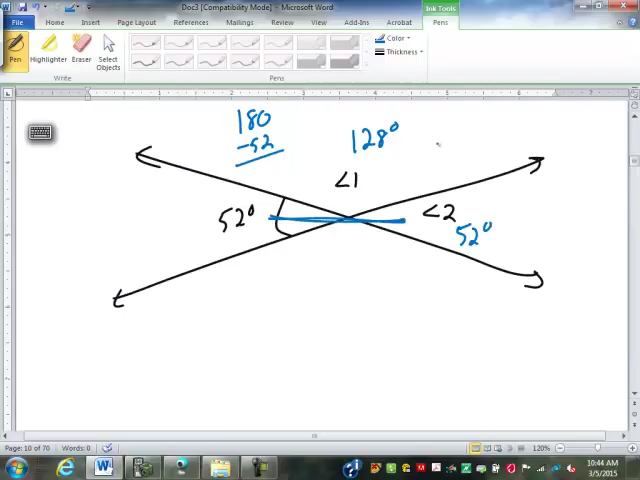 Doc3 [Compatibility Mode] - Microsoft Word
Ink Tools
File Home Insert Page Layout References Mailings Review View Add-Ins Acrobat Pens
Pen Highlighter Eraser Select Objects
Color
Thickness
Write Pens
180
-52
128°
<1
52°
<2
52°
Page: 10 of 70 Words: 0
120%
10:44 AM
3/5/2015